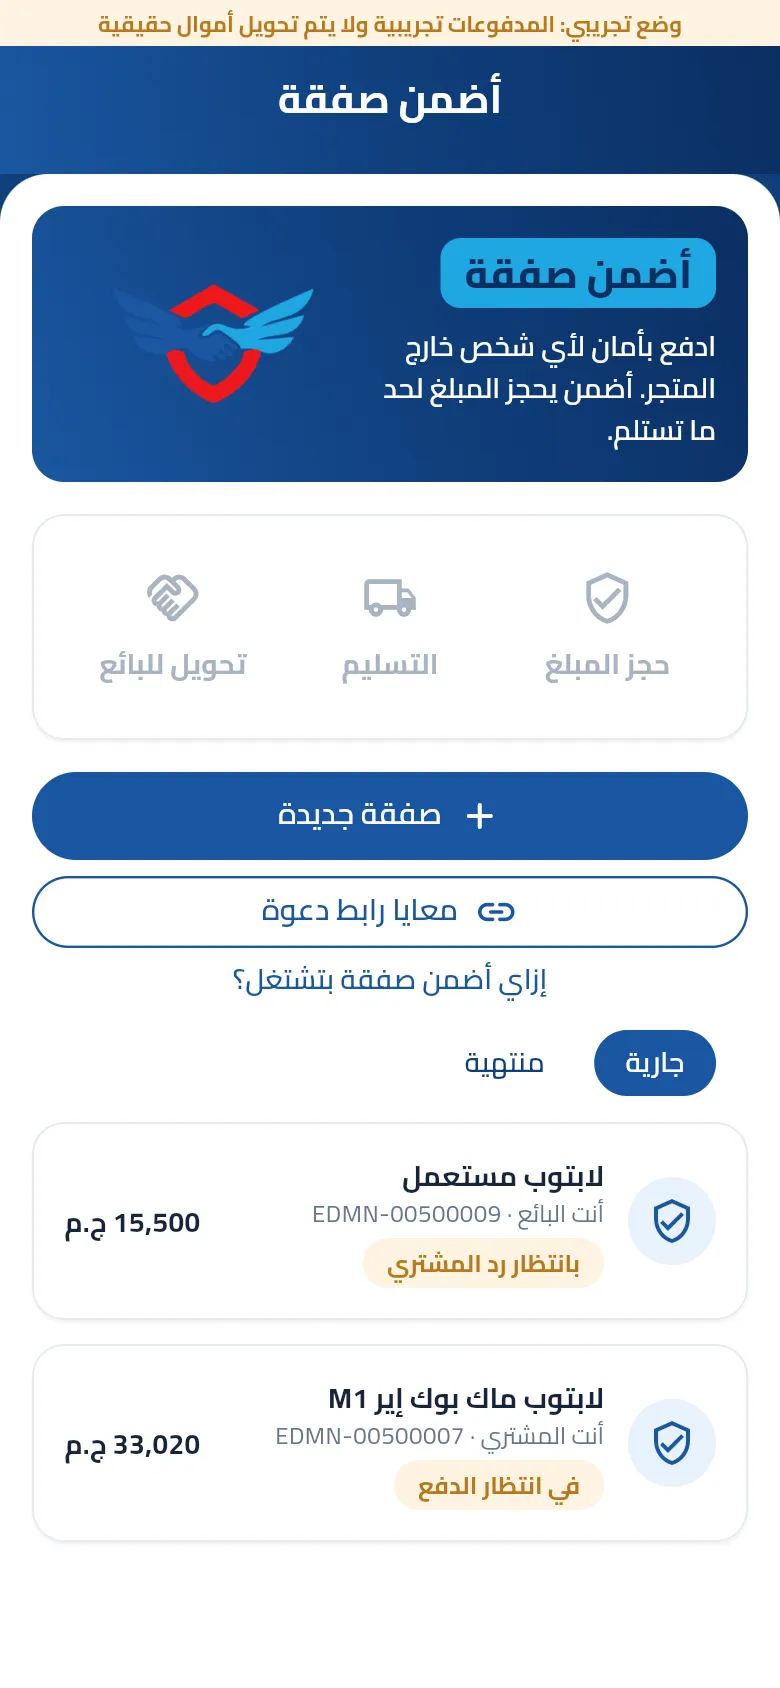 وضع تجريبي: المدفوعات تجريبية ولا يتم تحويل أموال حقيقية
أضمن صفقة
أضمن صفقة
ادفع بأمان لأي شخص خارج
المتجر. أضمن يحجز المبلغ لحد
ما تستلم.
حجز المبلغ
التسليم
تحويل للبائع
صفقة جديدة
معايا رابط دعوة
إزاي أضمن صفقة بتشتغل؟
جارية
منتهية
لابتوب مستعمل
أنت البائع · EDMN-00500009
بانتظار رد المشتري
15,500 ج.م
لابتوب ماك بوك إير M1
أنت المشتري · EDMN-00500007
في انتظار الدفع
33,020 ج.م